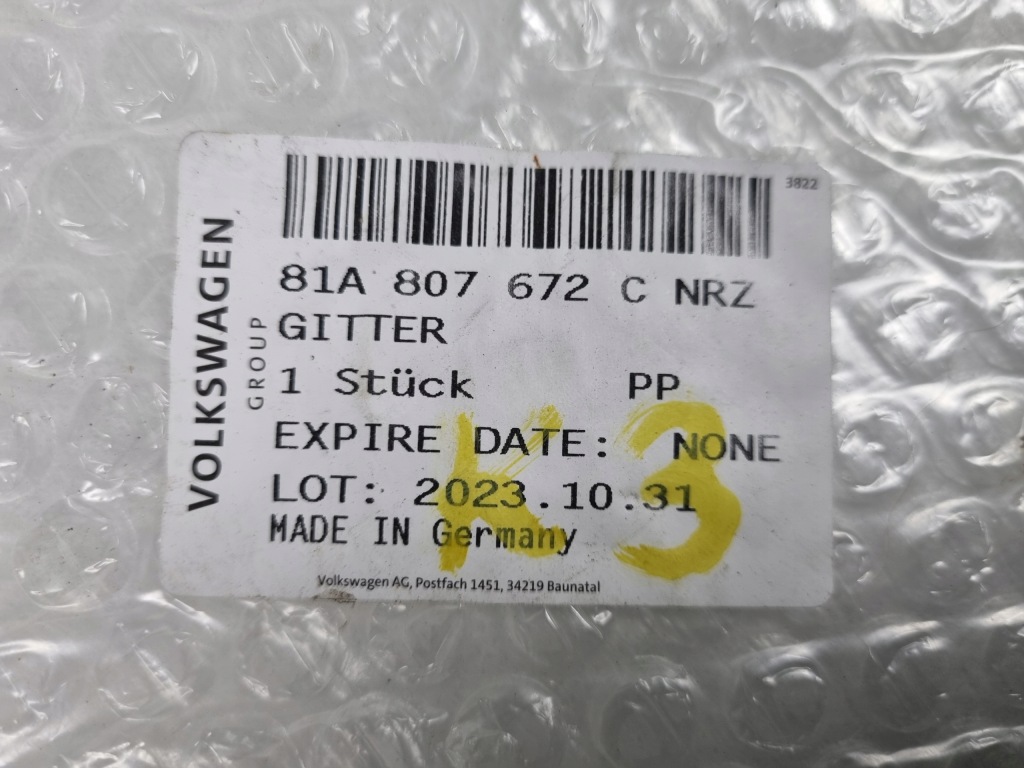 3822
81A 807 672 C NRZ
GITTER
1 Stück PP
EXPIRE DATE: NONE
LOT: 2023.10.31
MADE IN Germany
Volkswagen AG, Postfach 1451, 34219 Baunatal
VOLKSWAGEN
GROUP
K3